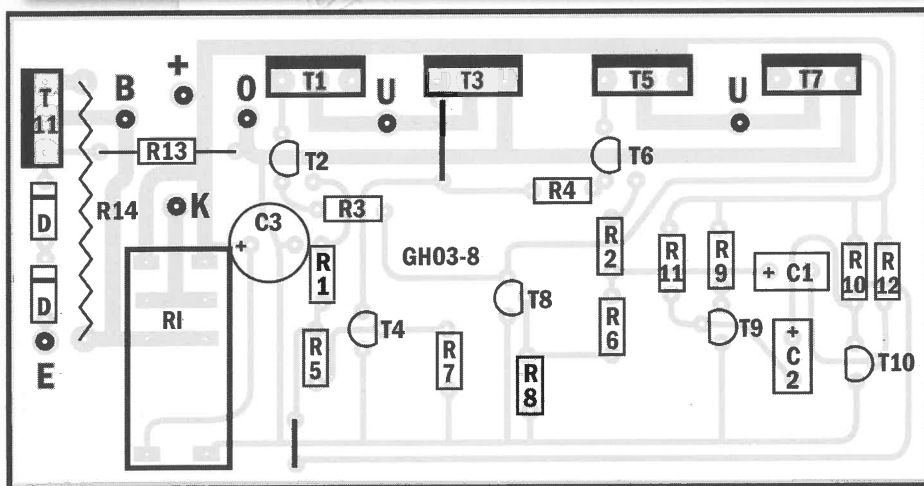 T1
T3
T5
T7
T
11
B
+
O
U
U
R13
T2
T6
R14
K
R4
D
R3
C3
+
R
2
R
11
R
9
+ C1
R
10
R
12
R
1
GH03-8
D
RI
T8
T4
R
6
T9
+
C
2
T10
E
R
5
R
7
R
8